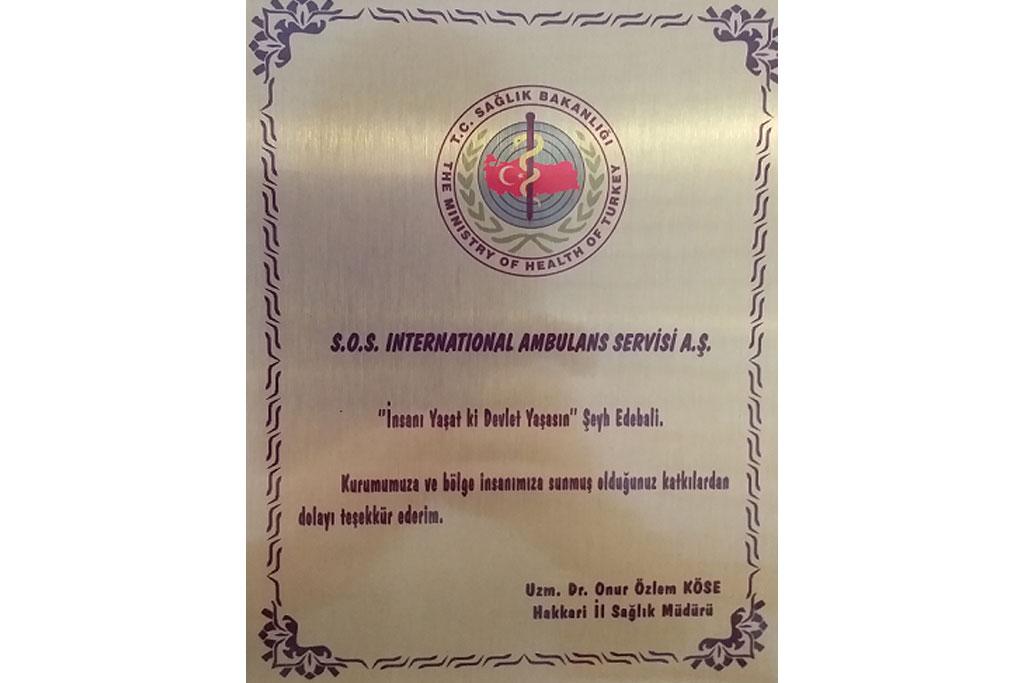 T.C. SAĞLIK BAKANLIĞI
THE MINISTRY OF HEALTH OF TURKEY
S.O.S. INTERNATIONAL AMBULANS SERVİSİ A.Ş.
"İnsanı Yaşat ki Devlet Yaşasın" Şeyh Edebali.
Kurumumuza ve bölge insanımıza sunmuş olduğunuz katkılardan
dolayı teşekkür ederim.
Uzm. Dr. Onur Özlem KÖSE
Hakkari İl Sağlık Müdürü